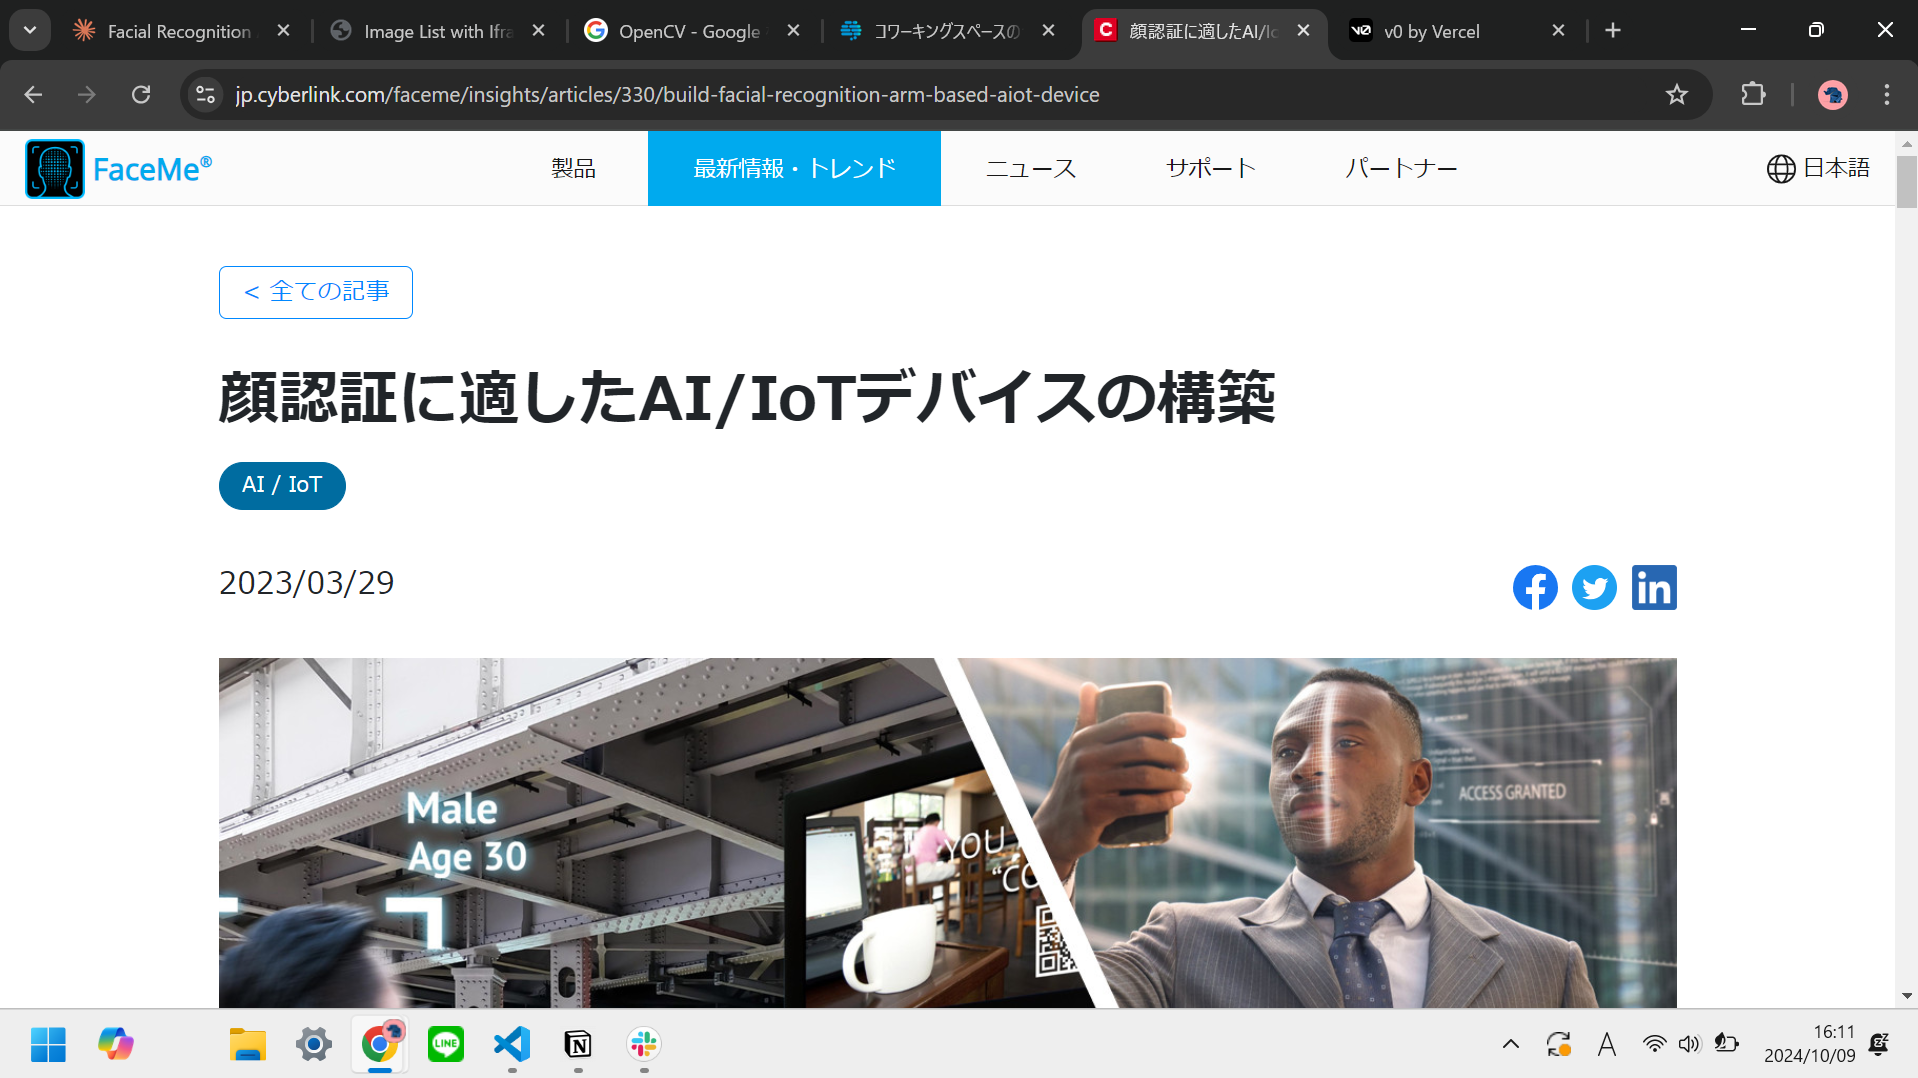 Facial Recognition
Image List with Ifra
OpenCV - Google
コワーキングスペースの
顔認証に適したAI/Io
v0 by Vercel
jp.cyberlink.com/faceme/insights/articles/330/build-facial-recognition-arm-based-aiot-device
FaceMe®
製品
最新情報・トレンド
ニュース
サポート
パートナー
日本語
< 全ての記事
顔認証に適したAI/IoTデバイスの構築
AI / IoT
2023/03/29
Male
Age 30
YOU
"CO
ACCESS GRANTED
LINE
A
16:11
2024/10/09